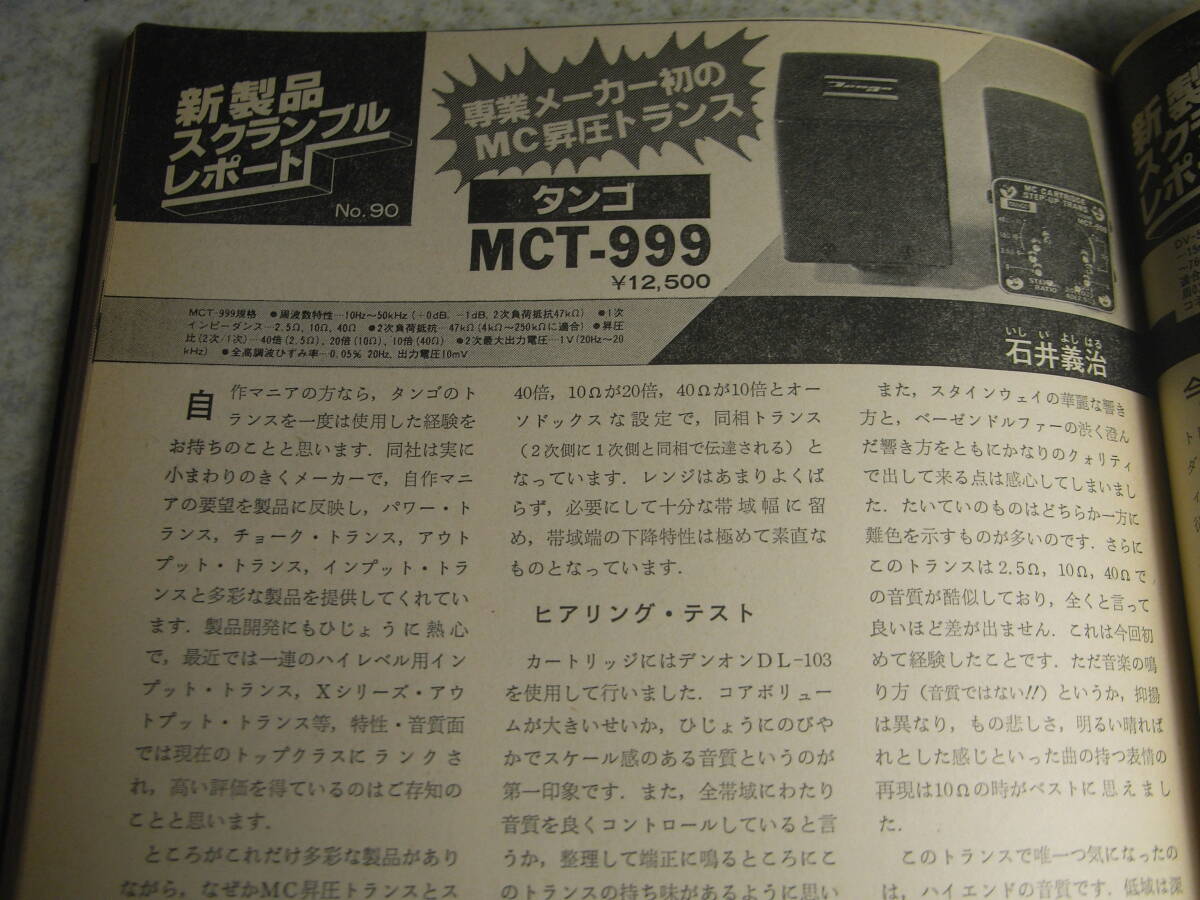 新製品
スクランブル
レポート
No.90
専業メーカー初の
MC昇圧トランス
タンゴ
MCT-999
¥12,500
MC CARTRIDGE
STEP-UP TRANS
MCT-999
MCT-999規格 ●周波数特性…10Hz〜50kHz(+0dB, −1dB, 2次負荷抵抗47kΩ) ●1次
インピーダンス…2.5Ω, 10Ω, 40Ω ●2次負荷抵抗…47kΩ(4kΩ〜250kΩに適合) ●昇圧
比(2次/1次)…40倍(2.5Ω), 20倍(10Ω), 10倍(40Ω) ●2次最大出力電圧…1V(20Hz〜20
kHz) ●全高調波ひずみ率…0.05% 20Hz, 出力電圧10mV
いしいよしはる
石井義治
自作マニアの方なら,タンゴのト
ランスを一度は使用した経験を
お持ちのことと思います.同社は実に
小まわりのきくメーカーで,自作マニ
アの要望を製品に反映し,パワー・ト
ランス,チョーク・トランス,アウト
プット・トランス,インプット・トラ
ンスと多彩な製品を提供してくれてい
ます.製品開発にもひじょうに熱心
で,最近では一連のハイレベル用イン
プット・トランス,Xシリーズ・アウ
トプット・トランス等,特性・音質面
では現在のトップクラスにランクさ
れ,高い評価を得ているのはご存知の
ことと思います.
ところがこれだけ多彩な製品があり
ながら,なぜかMC昇圧トランスとス
40倍,10Ωが20倍,40Ωが10倍とオー
ソドックスな設定で,同相トランス
(2次側に1次側と同相で伝達される)と
なっています.レンジはあまりよくば
らず,必要にして十分な帯域幅に留
め,帯域端の下降特性は極めて素直な
ものとなっています.
ヒアリング・テスト
カートリッジにはデンオンDL-103
を使用して行いました.コアボリュー
ムが大きいせいか,ひじょうにのびや
かでスケール感のある音質というのが
第一印象です.また,全帯域にわたり
音質を良くコントロールしていると言
うか,整理して端正に鳴るところにこ
のトランスの持ち味があるように思い
また,スタインウェイの華麗な響き
方と,ベーゼンドルファーの渋く澄ん
だ響き方をともにかなりのクォリティ
で出して来る点は感心してしまいまし
た.たいていのものはどちらか一方に
難色を示すものが多いのです.さらに
このトランスは2.5Ω,10Ω,40Ωで
の音質が酷似しており,全くと言って
良いほど差が出ません.これは今回初
めて経験したことです.ただ音楽の鳴
り方(音質ではない!!)というか,抑揚
は異なり,もの悲しさ,明るい晴れば
れとした感じといった曲の持つ表情の
再現は10Ωの時がベストに思えまし
た.
このトランスで唯一つ気になったの
は,ハイエンドの音質です.低域は深